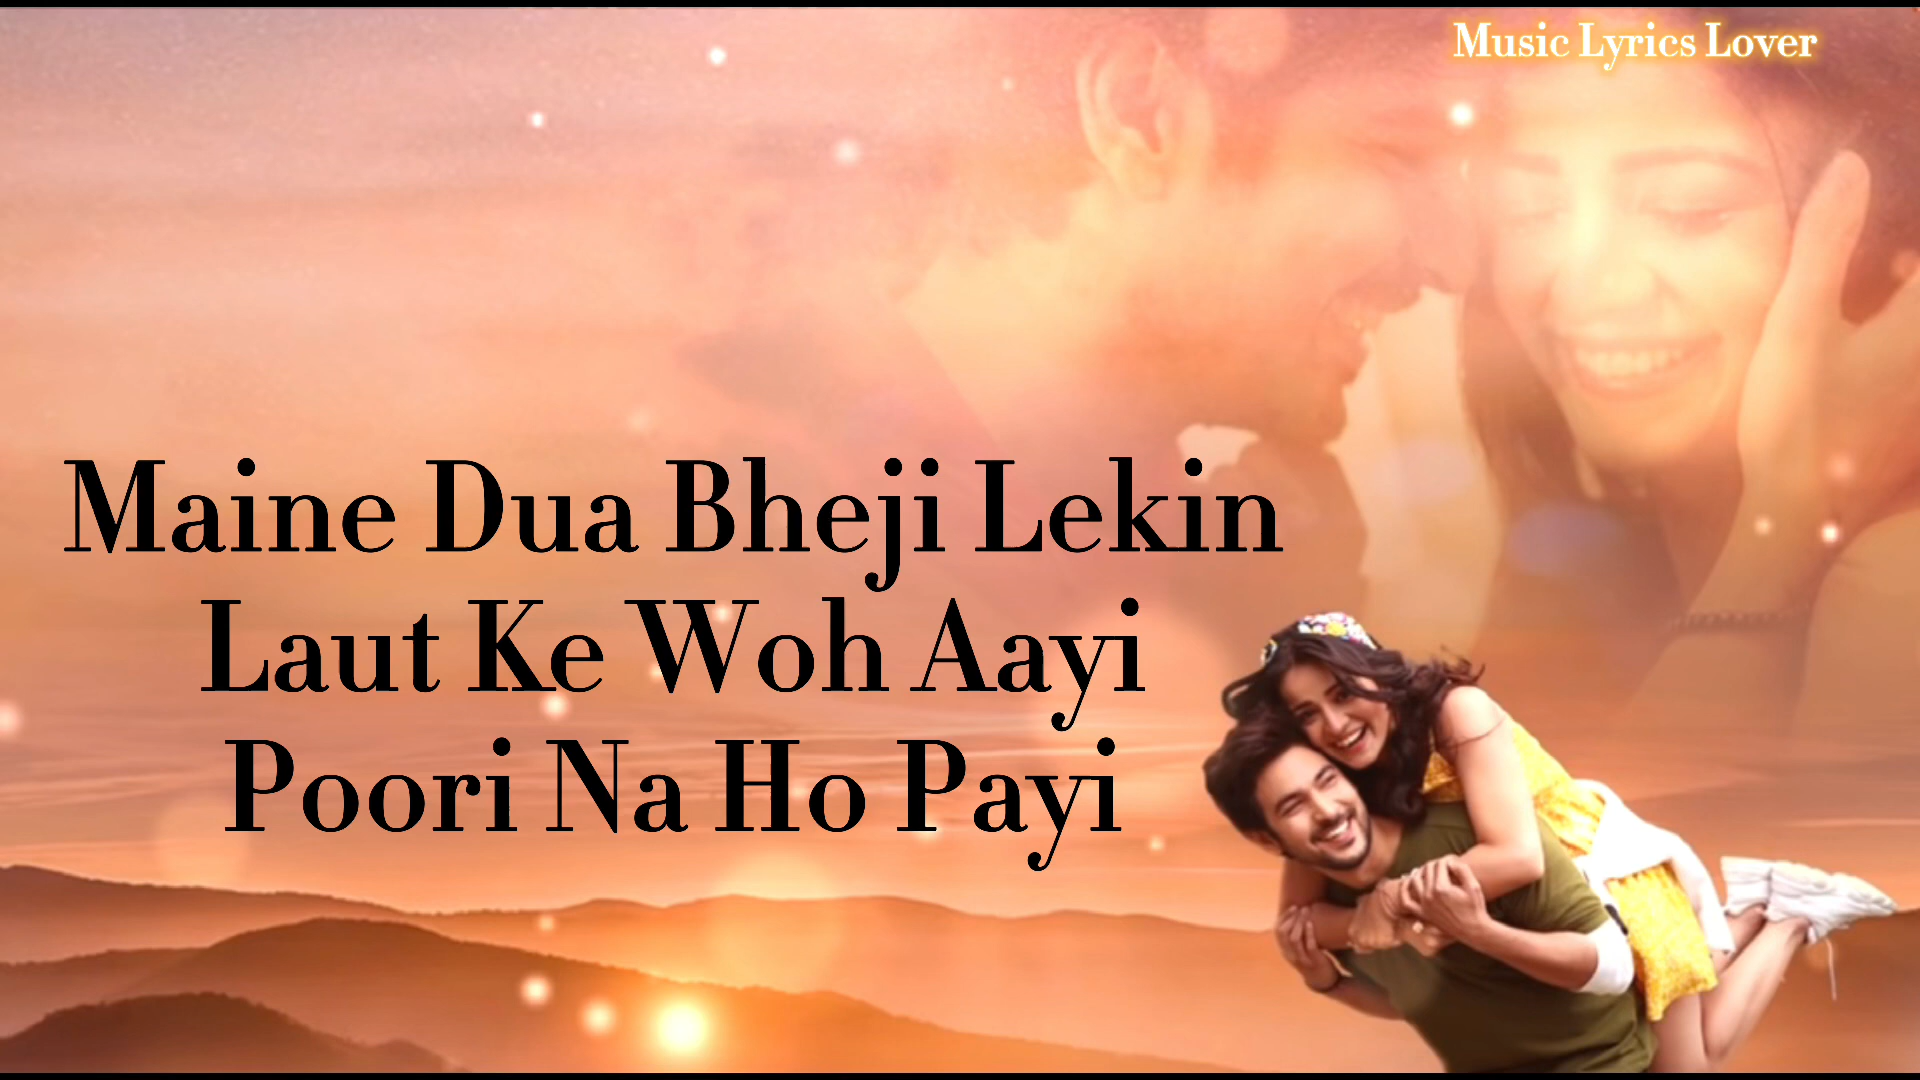 Music Lyrics Lover
Maine Dua Bheji Lekin
Laut Ke Woh Aayi
Poori Na Ho Payi